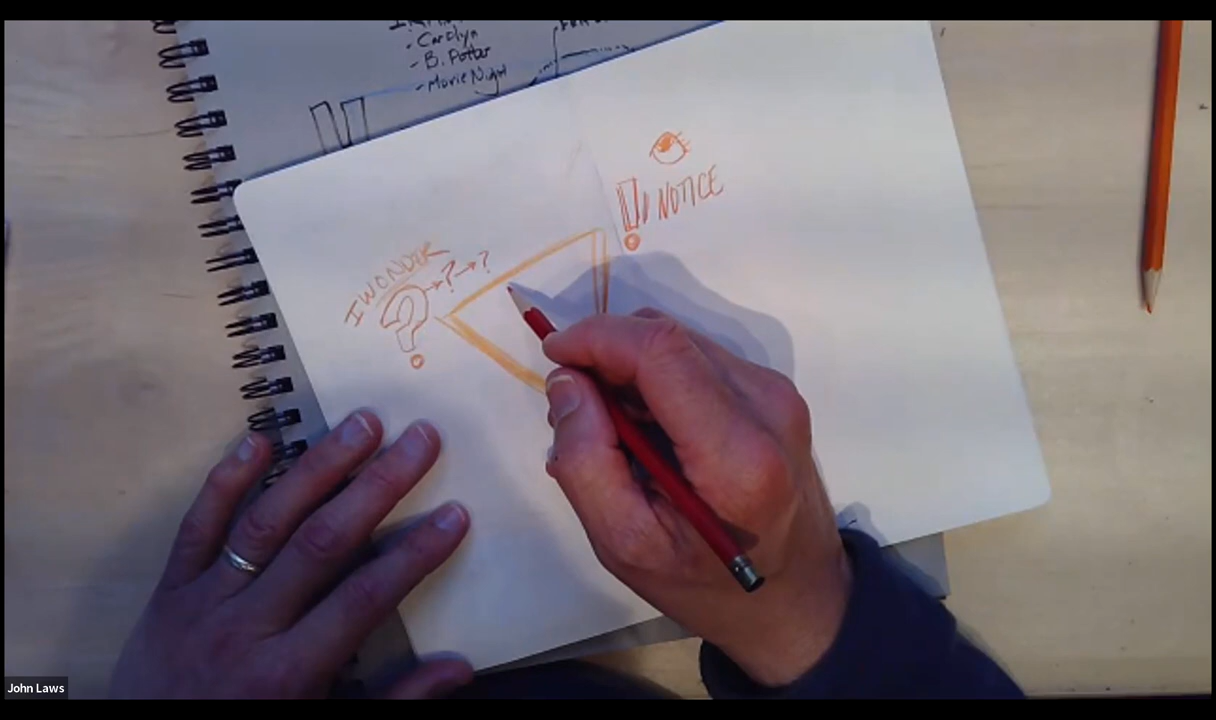 - Carolyn
- B. Potter
- Movie Night
! I NOTICE
I WONDER
? → ? → ?
John Laws